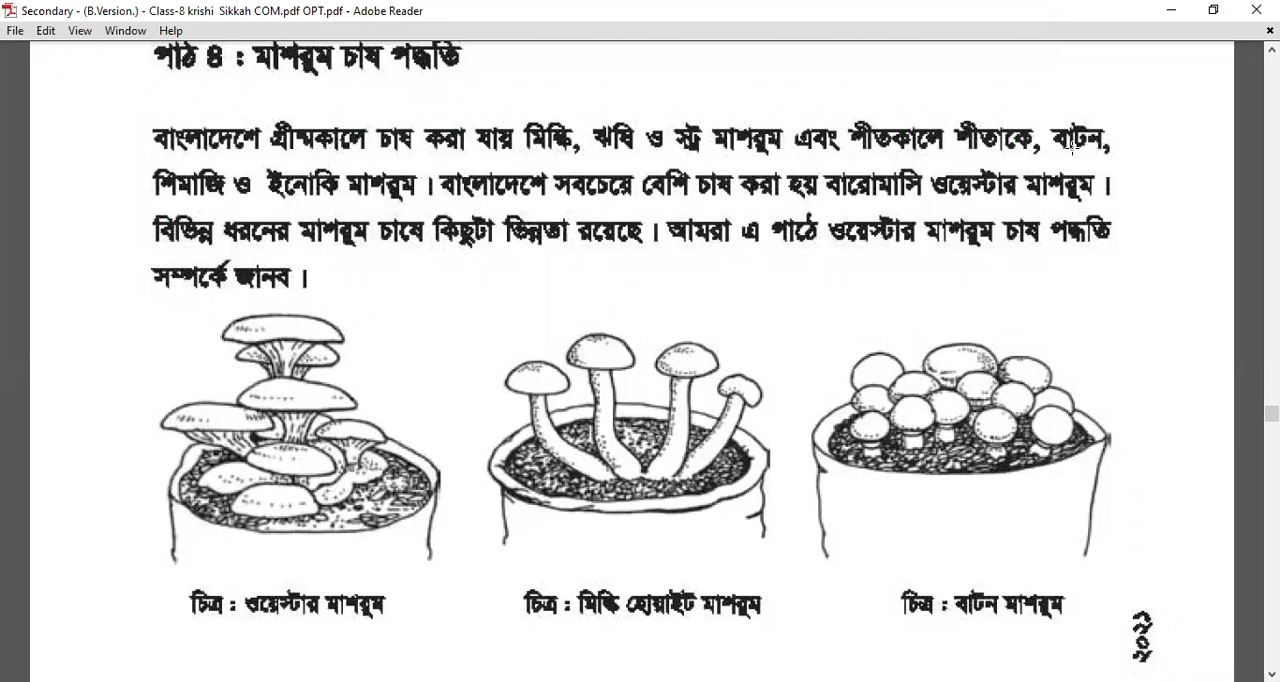 Secondary - (B.Version.) - Class-8 krishi Sikkah COM.pdf OPT.pdf - Adobe Reader
File Edit View Window Help
পাঠ ৪ : মাশরুম চাষ পদ্ধতি
বাংলাদেশে গ্রীষ্মকালে চাষ করা যায় মিল্কি, ঋষি ও স্ট্র মাশরুম এবং শীতকালে শীতাকে, বাটন,
শিমাজি ও ইনোকি মাশরুম । বাংলাদেশে সবচেয়ে বেশি চাষ করা হয় বারোমাসি ওয়েস্টার মাশরুম ।
বিভিন্ন ধরনের মাশরুম চাষে কিছুটা ভিন্নতা রয়েছে । আমরা এ পাঠে ওয়েস্টার মাশরুম চাষ পদ্ধতি
সম্পর্কে জানব ।
চিত্র : ওয়েস্টার মাশরুম
চিত্র : মিল্কি হোয়াইট মাশরুম
চিত্র : বাটন মাশরুম